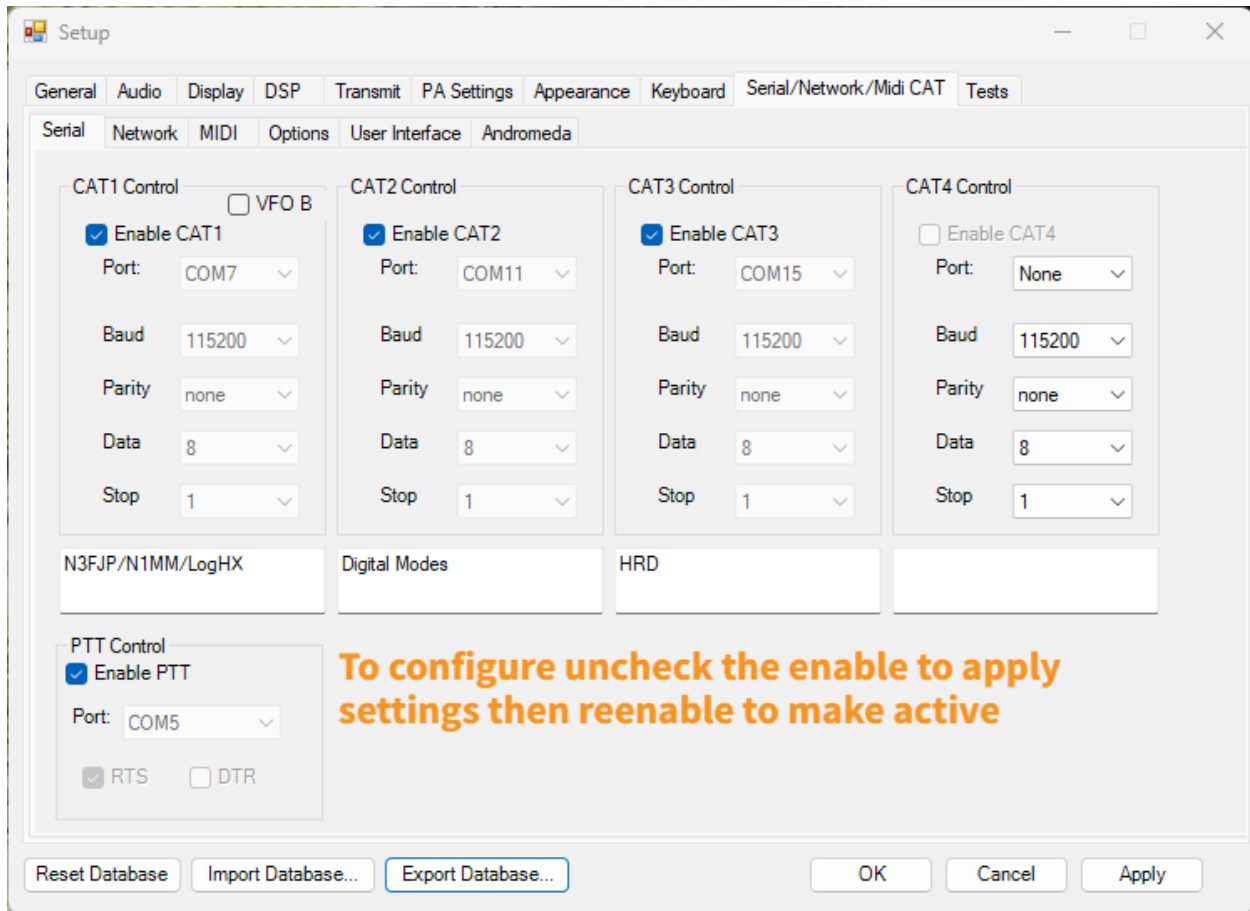 Setup
General Audio Display DSP Transmit PA Settings Appearance Keyboard Serial/Network/Midi CAT Tests
Serial Network MIDI Options User Interface Andromeda
CAT1 Control CAT2 Control CAT3 Control CAT4 Control
VFO B
Enable CAT1 Enable CAT2 Enable CAT3 Enable CAT4
Port: COM7 Port: COM11 Port: COM15 Port: None
Baud 115200 Baud 115200 Baud 115200 Baud 115200
Parity none Parity none Parity none Parity none
Data 8 Data 8 Data 8 Data 8
Stop 1 Stop 1 Stop 1 Stop 1
N3FJP/N1MM/LogHX Digital Modes HRD
PTT Control
Enable PTT
Port: COM5
RTS DTR
To configure uncheck the enable to apply
settings then reenable to make active
Reset Database Import Database... Export Database... OK Cancel Apply